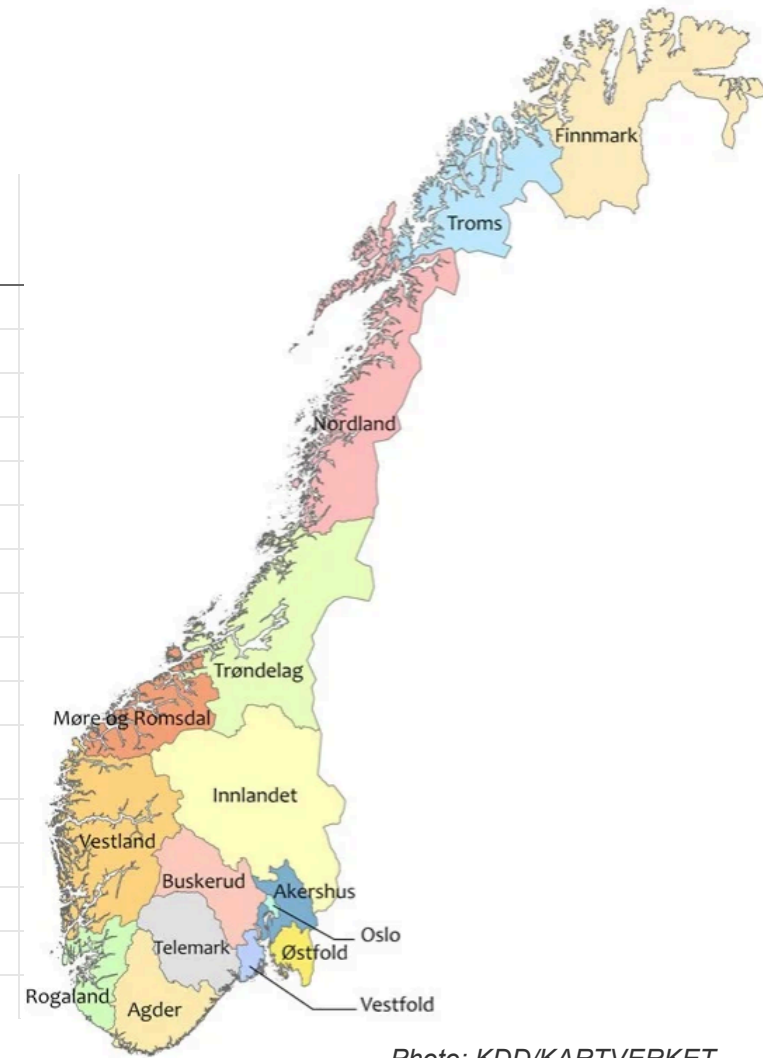 Finnmark
Troms
Nordland
Trøndelag
Møre og Romsdal
Innlandet
Vestland
Buskerud
Akershus
Oslo
Telemark
Østfold
Rogaland
Agder
Vestfold
Photo: KDD/KARTVERKET